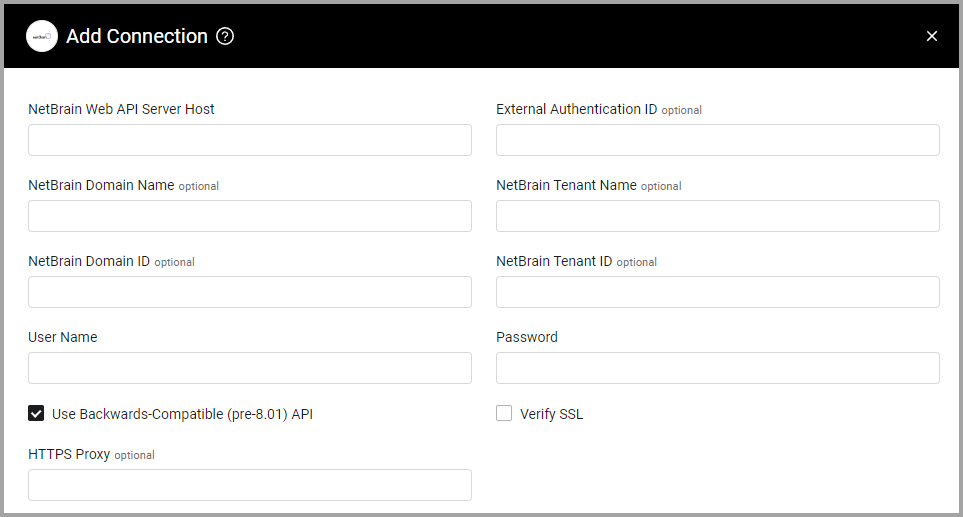 Add Connection ?
NetBrain Web API Server Host
External Authentication ID optional
NetBrain Domain Name optional
NetBrain Tenant Name optional
NetBrain Domain ID optional
NetBrain Tenant ID optional
User Name
Password
Use Backwards-Compatible (pre-8.01) API
Verify SSL
HTTPS Proxy optional